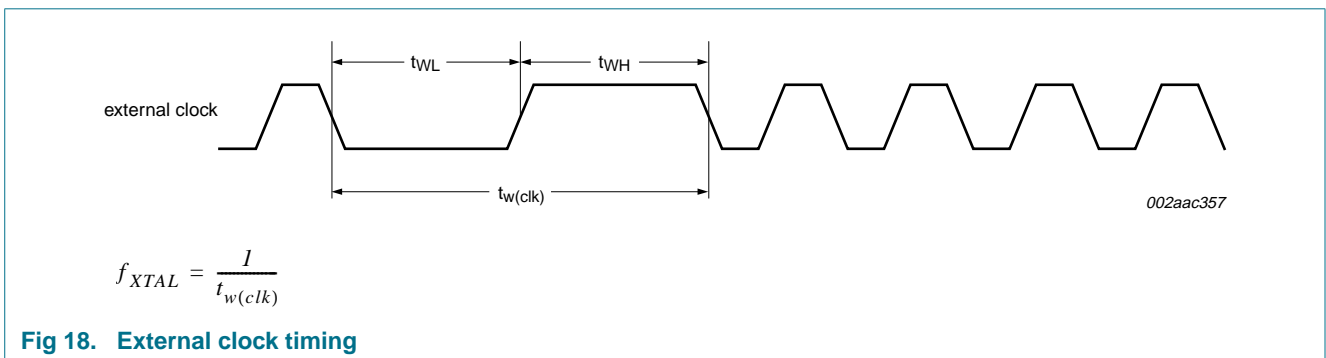 tWL
tWH
external clock
tw(clk)
002aac357
fXTAL = 1 / tw(clk)
Fig 18. External clock timing